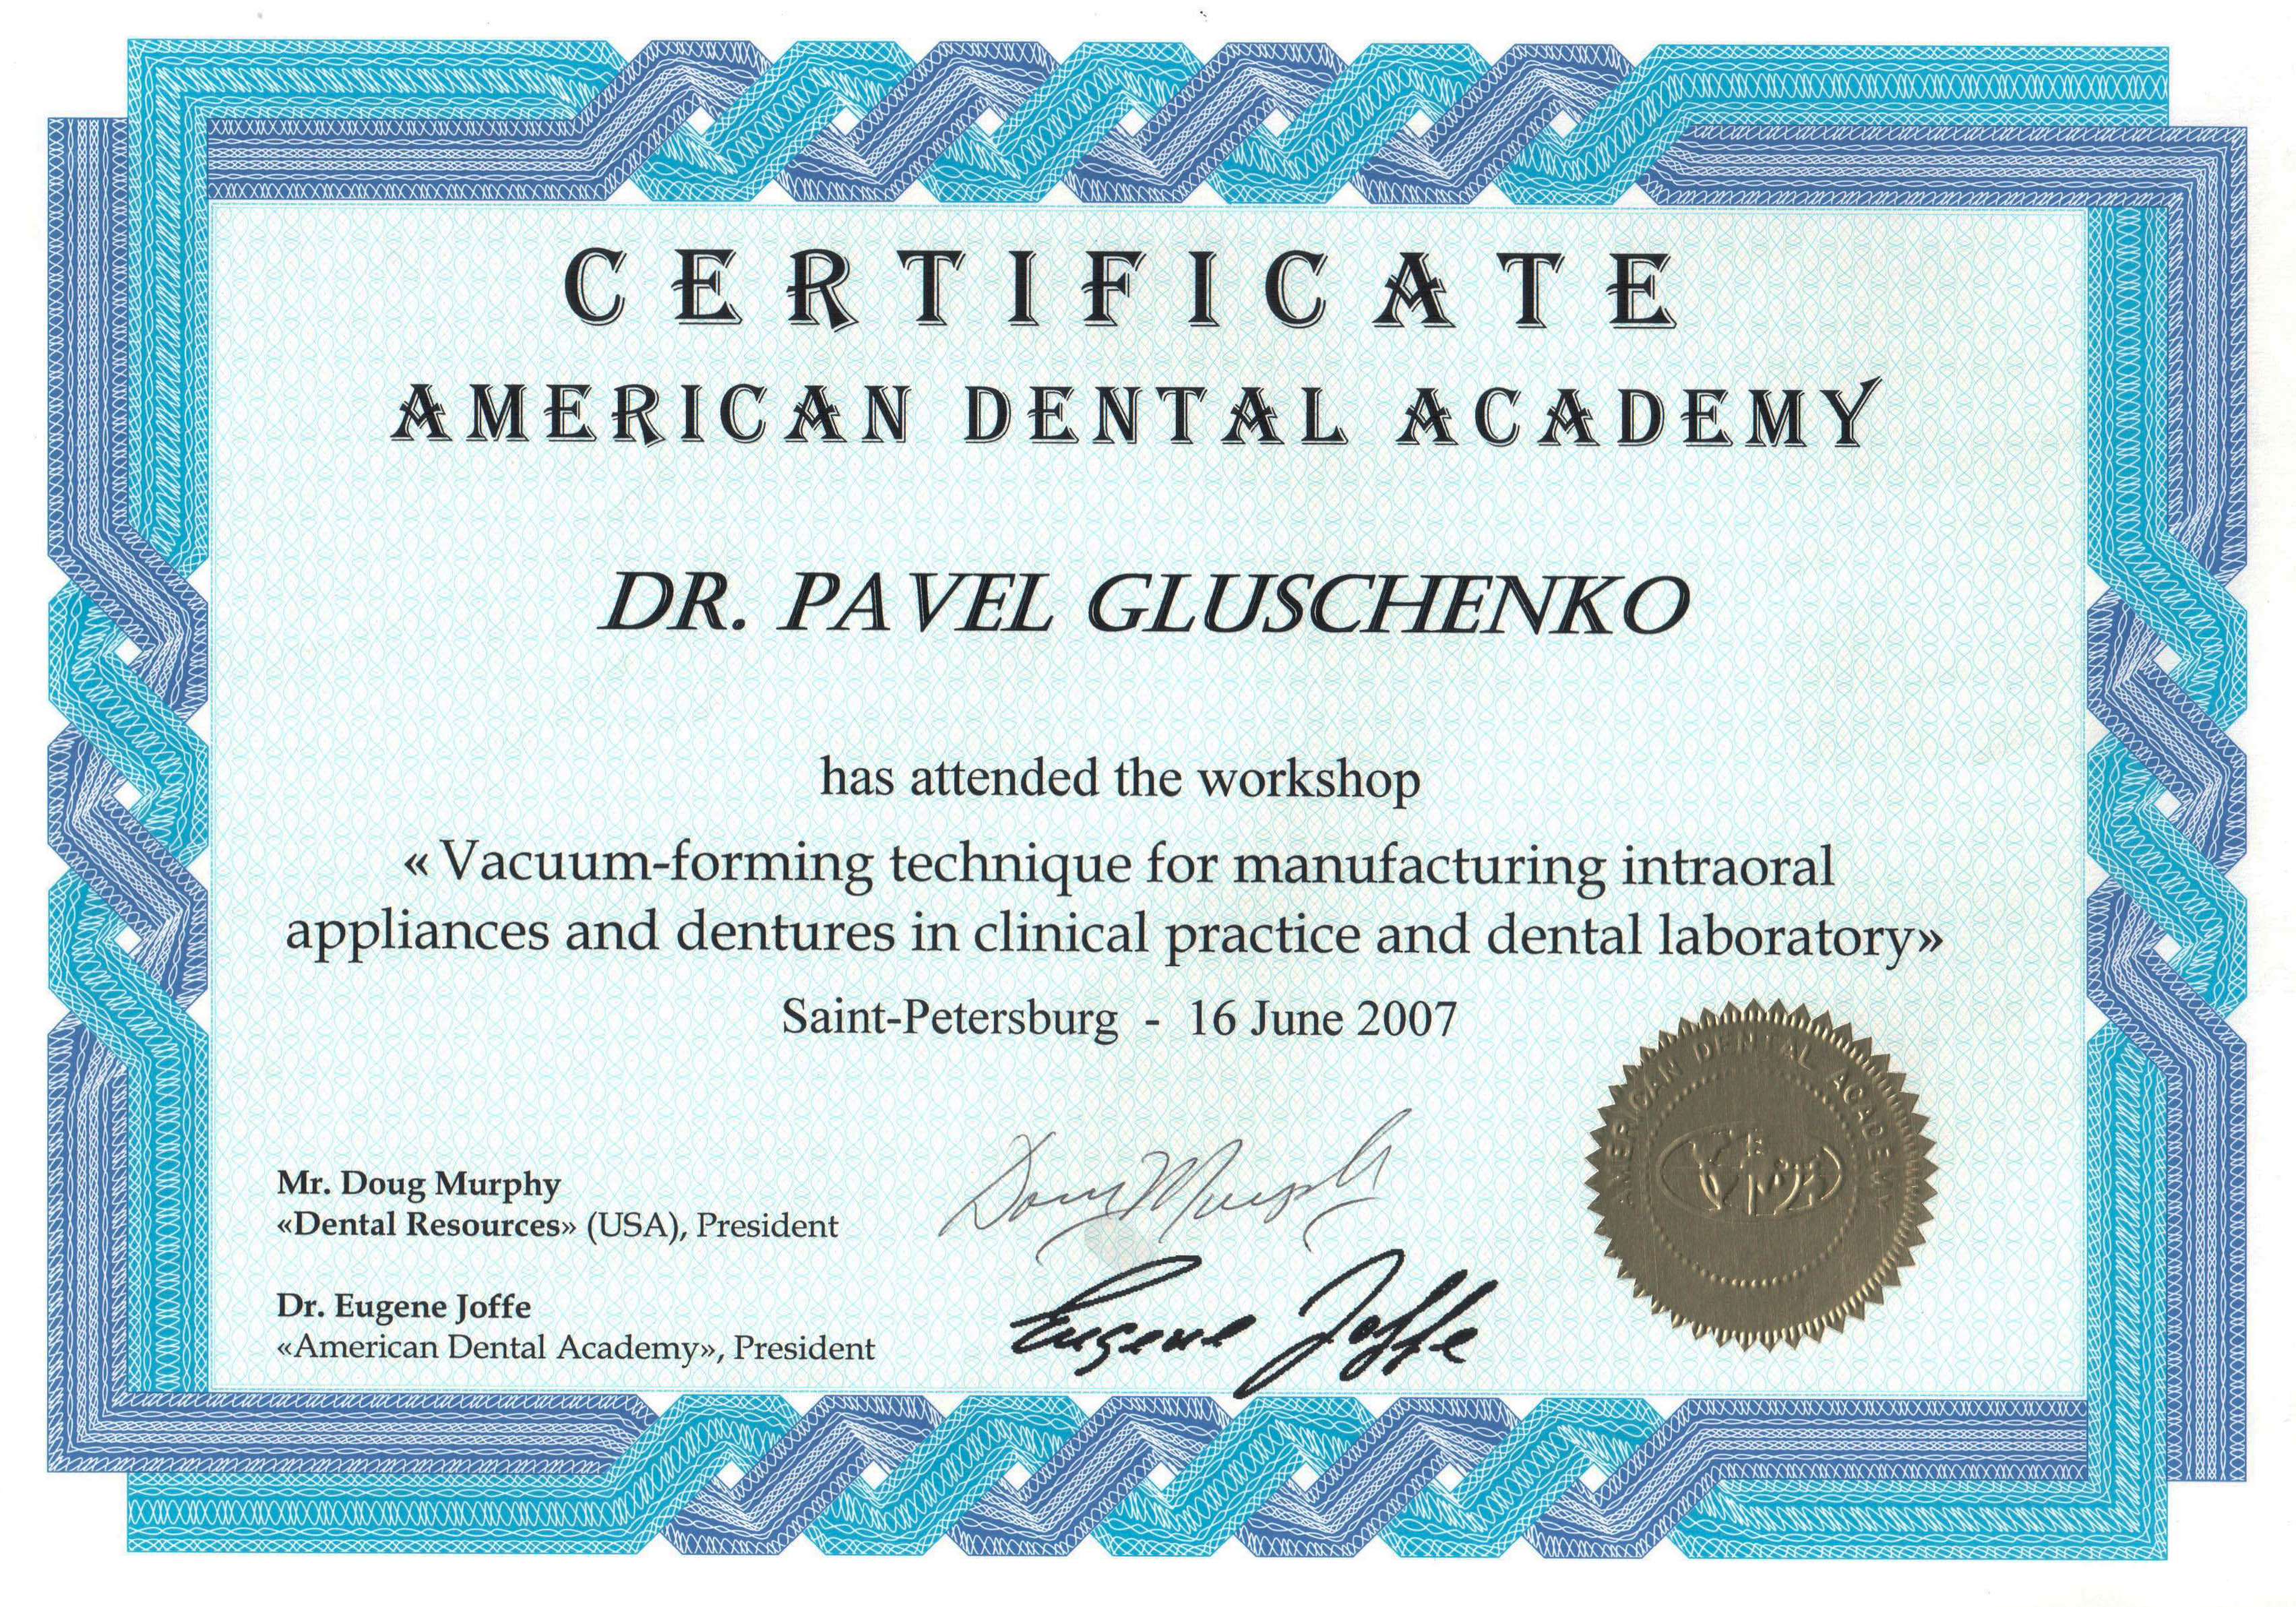 CERTIFICATE
AMERICAN DENTAL ACADEMY
DR. PAVEL GLUSCHENKO
has attended the workshop
« Vacuum-forming technique for manufacturing intraoral
appliances and dentures in clinical practice and dental laboratory»
Saint-Petersburg - 16 June 2007
AMERICAN DENTAL ACADEMY
Mr. Doug Murphy
«Dental Resources» (USA), President
Doug Murphy
Dr. Eugene Joffe
«American Dental Academy», President
Eugene Joffe